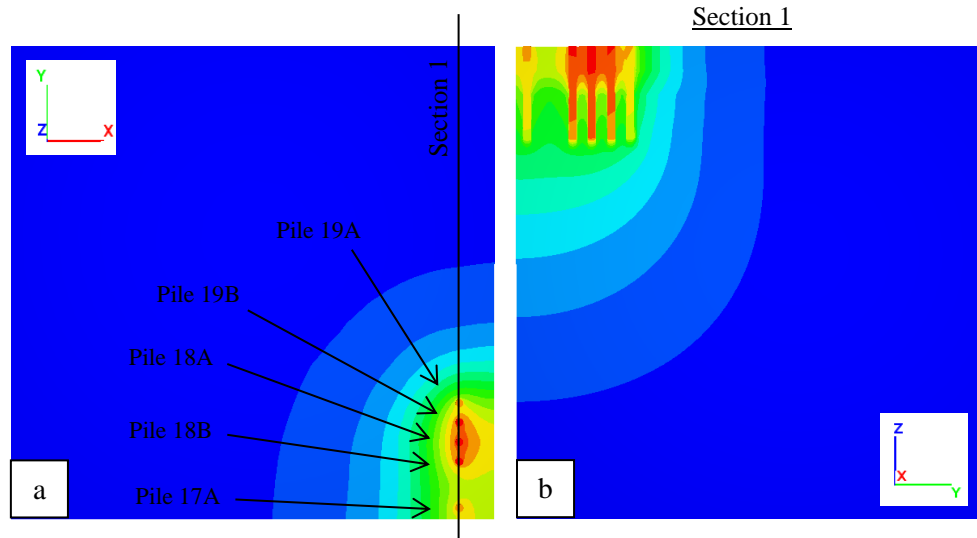 Section 1
Section 1
Y
Z
X
Pile 19A
Pile 19B
Pile 18A
Pile 18B
Pile 17A
a
b
Z
X
Y